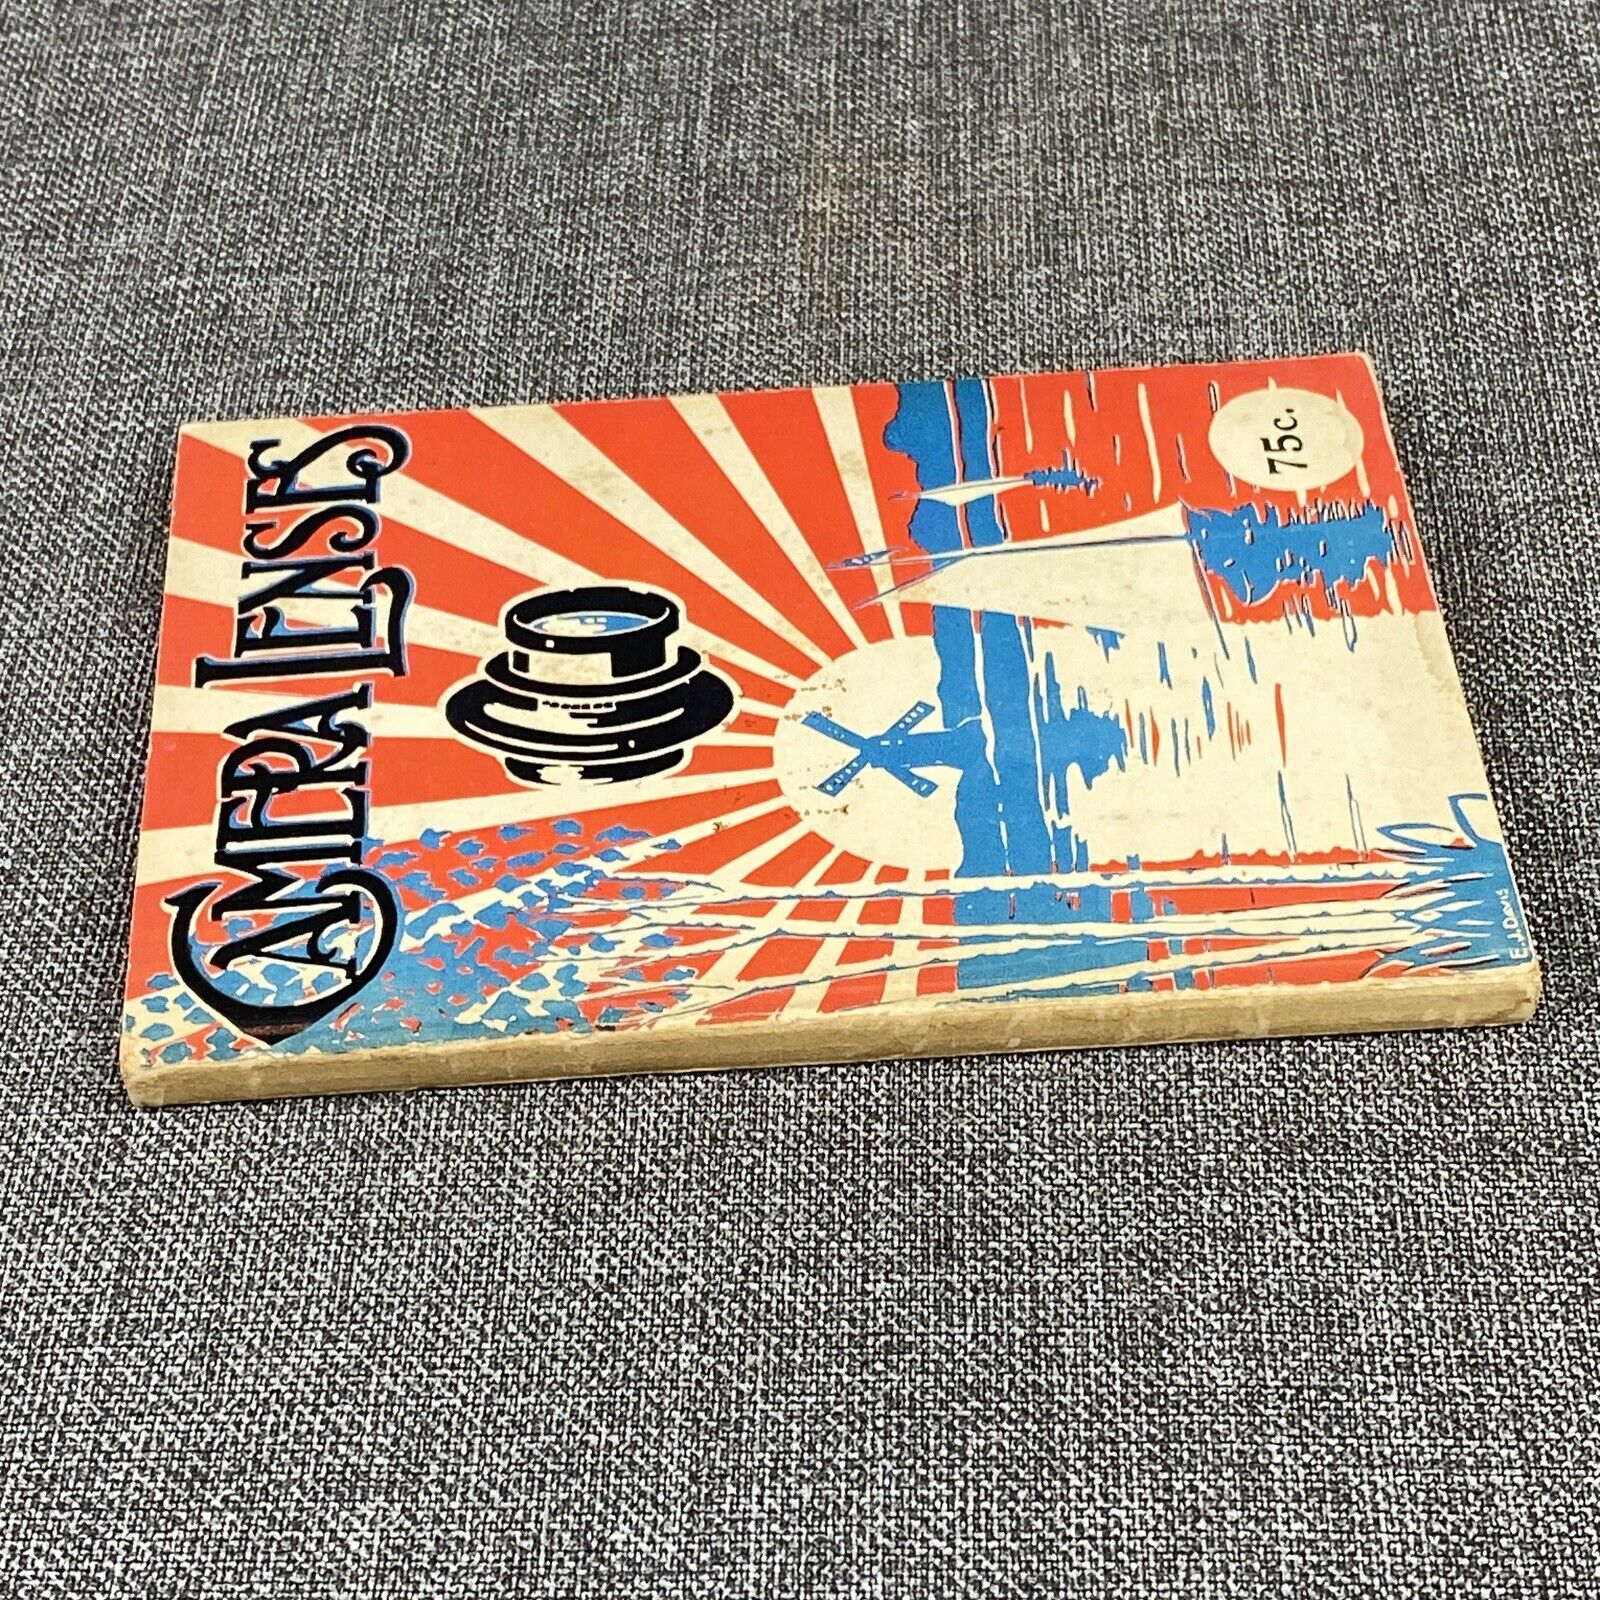 CAMERA LENSES
75c.
E. J. DAVIS